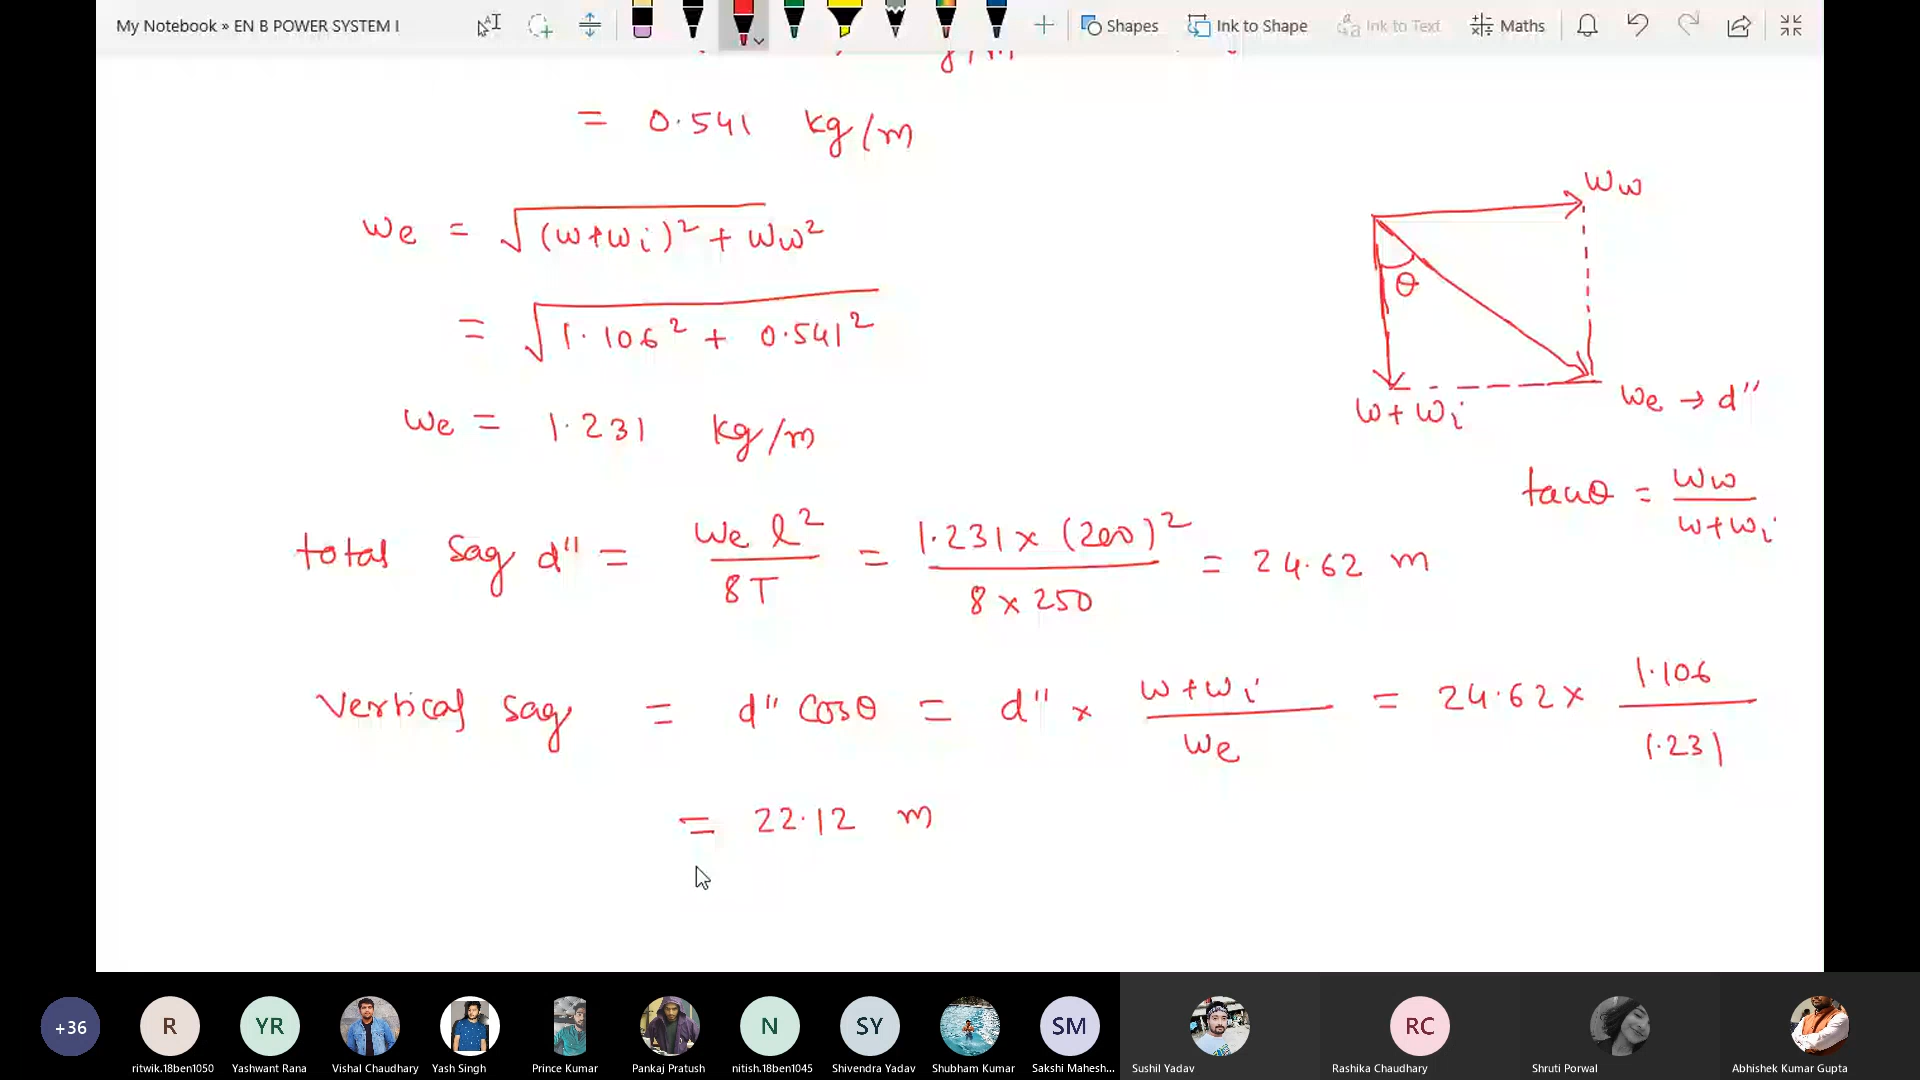 My Notebook » EN B POWER SYSTEM I
Shapes Ink to Shape Ink to Text Maths
= 0.541 kg/m
We = √(w+wi)² + Ww²
= √1.106² + 0.541²
We = 1.231 kg/m
Ww
θ
w+wi
We → d"
tanθ = Ww / w+wi
total sag d" = We l² / 8T = 1.231 x (200)² / 8 x 250 = 24.62 m
Vertical sag = d" cosθ = d" x w+wi / We = 24.62 x 1.106 / 1.231
= 22.12 m
+36 R YR N SY SM RC
ritwik.18ben1050 Yashwant Rana Vishal Chaudhary Yash Singh Prince Kumar Pankaj Pratush nitish.18ben1045 Shivendra Yadav Shubham Kumar Sakshi Mahesh... Sushil Yadav Rashika Chaudhary Shruti Porwal Abhishek Kumar Gupta